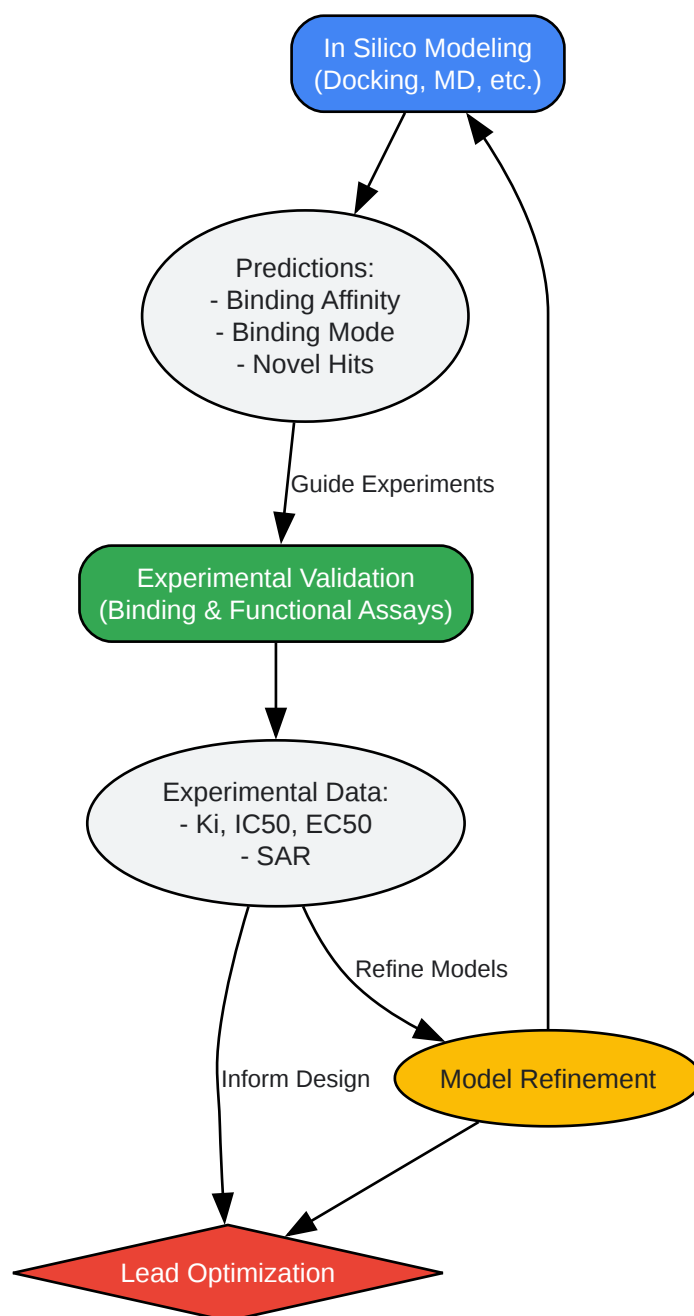 In Silico Modeling
(Docking, MD, etc.)
Predictions:
- Binding Affinity
- Binding Mode
- Novel Hits
Guide Experiments
Experimental Validation
(Binding & Functional Assays)
Experimental Data:
- Ki, IC50, EC50
- SAR
Refine Models
Inform Design
Model Refinement
Lead Optimization